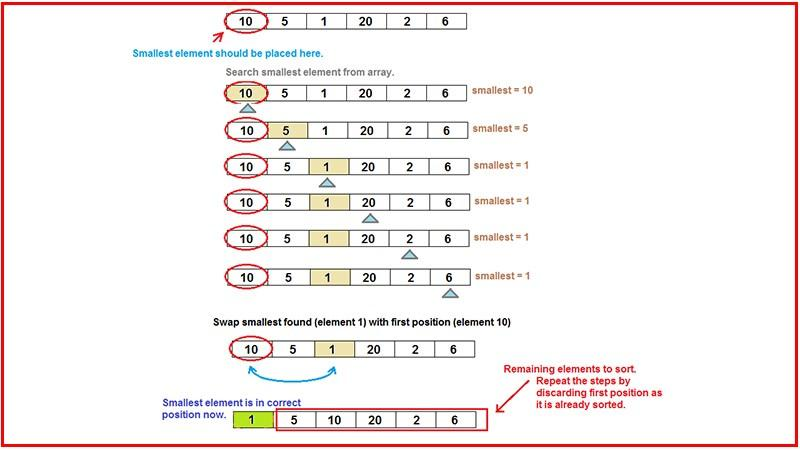 10 5 1 20 2 6
Smallest element should be placed here.
Search smallest element from array.
10 5 1 20 2 6 smallest = 10
10 5 1 20 2 6 smallest = 5
10 5 1 20 2 6 smallest = 1
10 5 1 20 2 6 smallest = 1
10 5 1 20 2 6 smallest = 1
10 5 1 20 2 6 smallest = 1
Swap smallest found (element 1) with first position (element 10)
10 5 1 20 2 6
Remaining elements to sort.
Repeat the steps by
discarding first position as
it is already sorted.
Smallest element is in correct
position now.
1 5 10 20 2 6